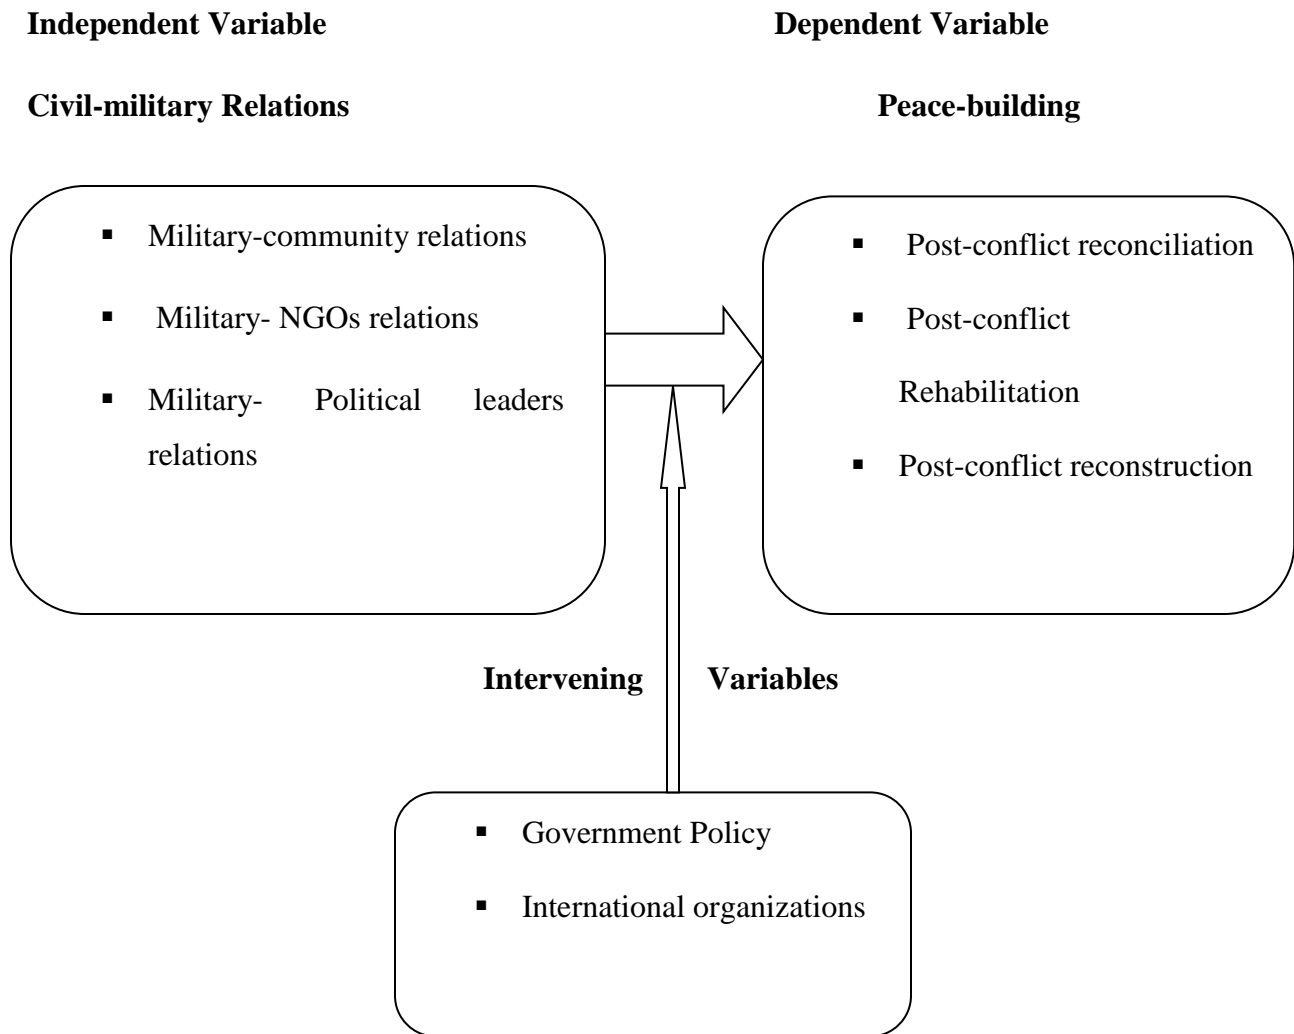 Independent Variable
Dependent Variable
Civil-military Relations
Peace-building
▪ Military-community relations
▪ Military- NGOs relations
▪ Military- Political leaders
relations
▪ Post-conflict reconciliation
▪ Post-conflict
Rehabilitation
▪ Post-conflict reconstruction
Intervening Variables
▪ Government Policy
▪ International organizations